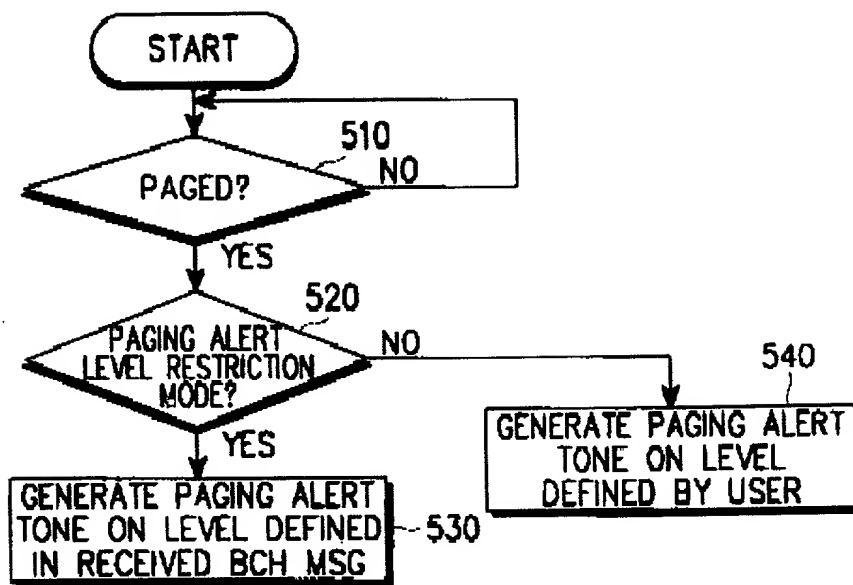 START
510
PAGED?
NO
YES
520
PAGING ALERT
LEVEL RESTRICTION
MODE?
NO
YES
540
GENERATE PAGING ALERT
TONE ON LEVEL
DEFINED BY USER
GENERATE PAGING ALERT
TONE ON LEVEL DEFINED
IN RECEIVED BCH MSG
530